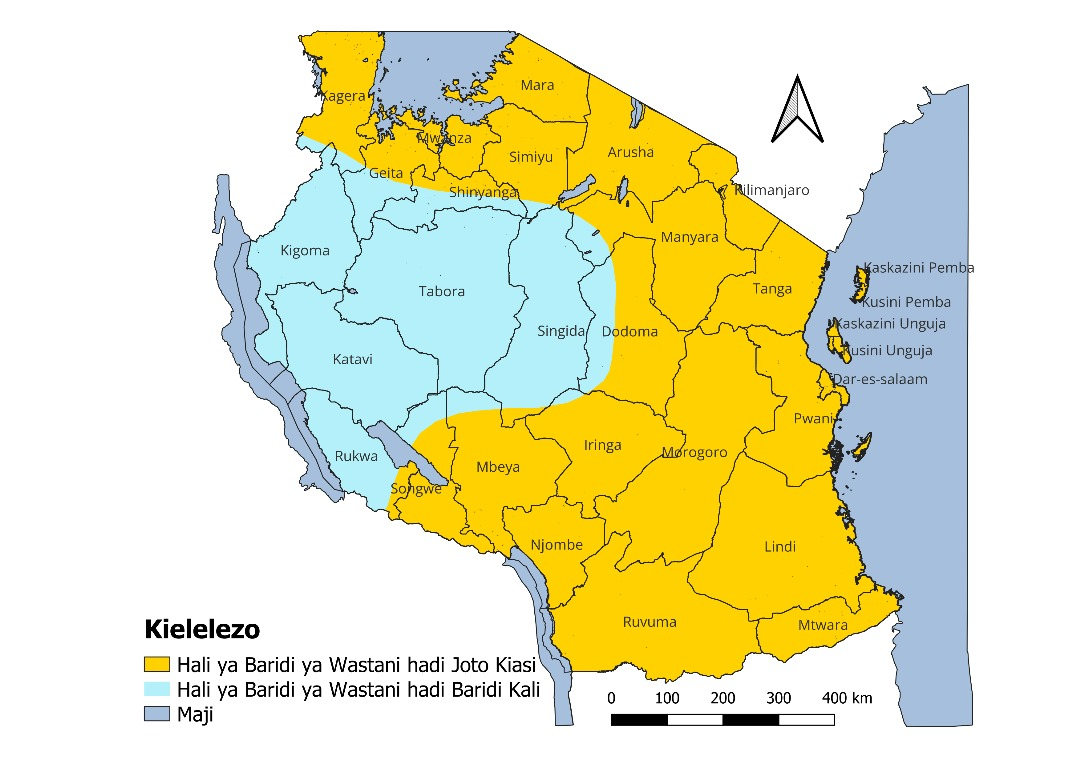 Mara
Kagera
Mwanza
Simiyu
Arusha
Geita
Shinyanga
Kilimanjaro
Manyara
Kigoma
Kaskazini Pemba
Tabora
Tanga
Kusini Pemba
Kaskazini Unguja
Singida
Dodoma
Kusini Unguja
Katavi
Dar-es-salaam
Pwani
Iringa
Morogoro
Rukwa
Mbeya
Songwe
Njombe
Lindi
Ruvuma
Mtwara
Kielelezo
Hali ya Baridi ya Wastani hadi Joto Kiasi
Hali ya Baridi ya Wastani hadi Baridi Kali
Maji
0 100 200 300 400 km